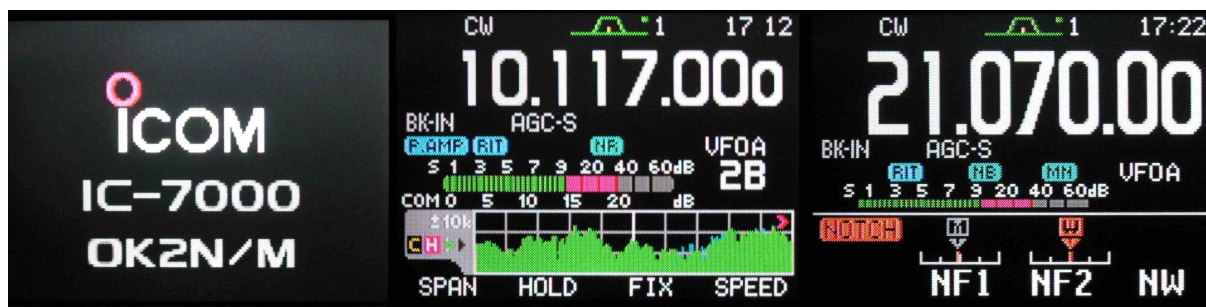 iCOM
IC-7000
OK2N/M
CW 1 17 12
10.117.000
BK-IN AGC-S
P.AMP RIT NR VFOA
S 1 3 5 7 9 20 40 60dB 2B
COM 0 5 10 15 20 dB
±10k
C H
SPAN HOLD FIX SPEED
CW 1 17:22
21.070.00
BK-IN AGC-S
RIT NB MN VFOA
S 1 3 5 7 9 20 40 60dB
NOTCH M W
NF1 NF2 NW